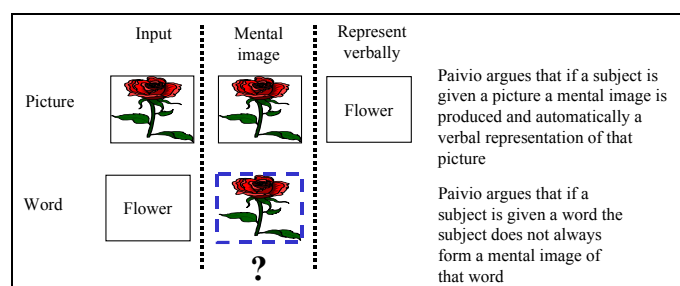 Input
Mental
image
Represent
verbally
Picture
Flower
Paivio argues that if a subject is
given a picture a mental image is
produced and automatically a
verbal representation of that
picture
Word
Flower
?
Paivio argues that if a
subject is given a word the
subject does not always
form a mental image of
that word